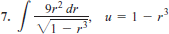 7. ∫ 9r² dr / √(1 − r³), u = 1 − r³